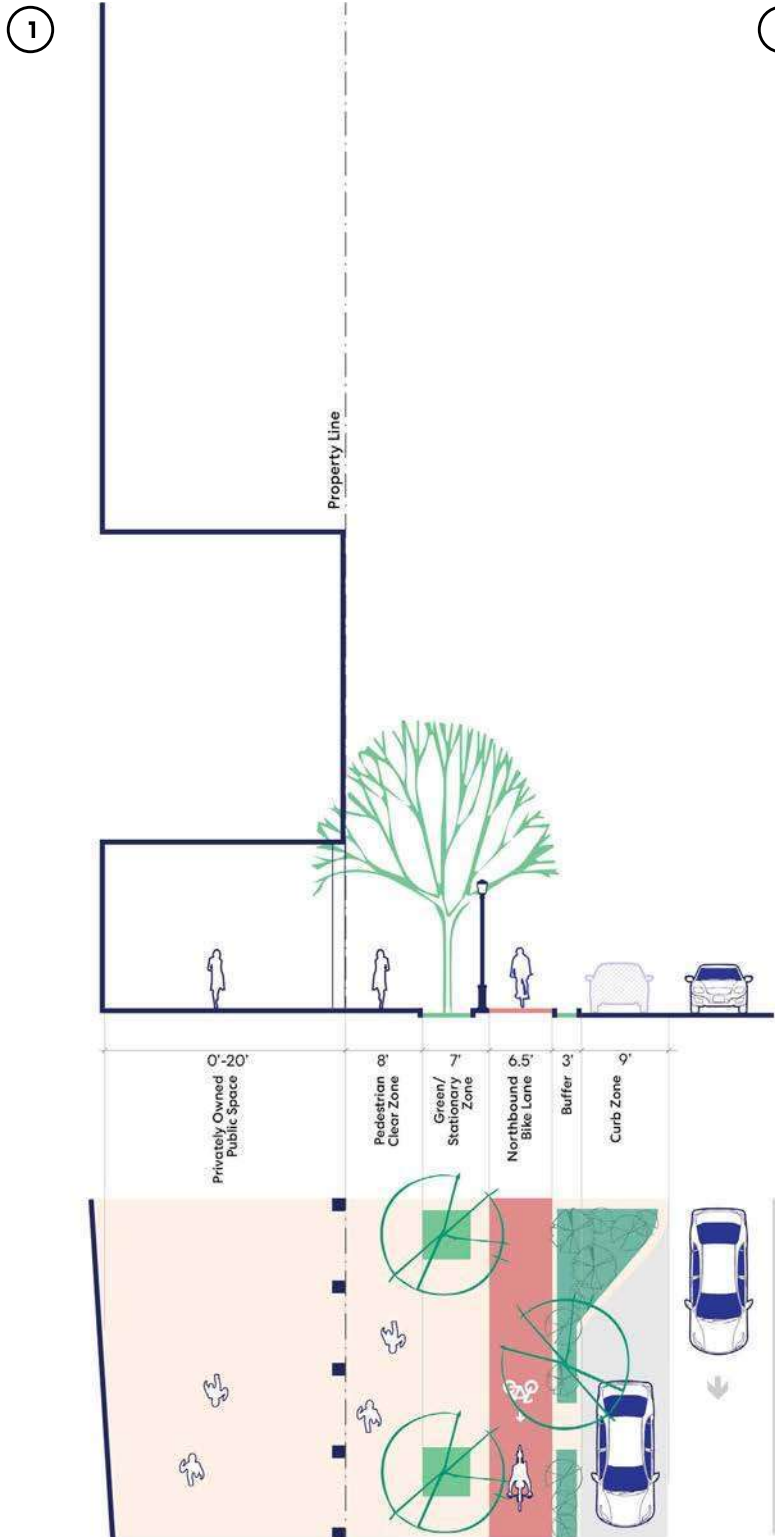 1
Property Line
0'-20'
8'
7'
6.5'
3'
9'
Privately Owned
Public Space
Pedestrian
Clear Zone
Green/
Stationary
Zone
Northbound
Bike Lane
Buffer
Curb Zone